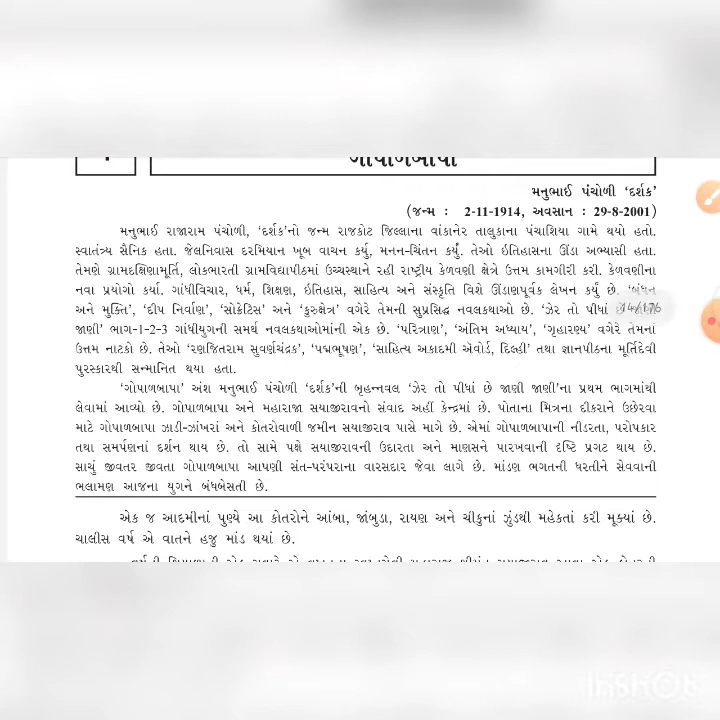 ગોપાળબાપા
મનુભાઈ પંચોળી ‘દર્શક’
(જન્મ : 2-11-1914, અવસાન : 29-8-2001)
મનુભાઈ રાજારામ પંચોળી, ‘દર્શક’નો જન્મ રાજકોટ જિલ્લાના વાંકાનેર તાલુકાના પંચાશિયા ગામે થયો હતો.
સ્વાતંત્ર્ય સૈનિક હતા. જેલનિવાસ દરમિયાન ખૂબ વાચન કર્યુ, મનન-ચિંતન કર્યું. તેઓ ઇતિહાસના ઊંડા અભ્યાસી હતા.
તેમણે ગ્રામદક્ષિણામૂર્તિ, લોકભારતી ગ્રામવિદ્યાપીઠમાં ઉચ્ચસ્થાને રહી રાષ્ટ્રીય કેળવણી ક્ષેત્રે ઉત્તમ કામગીરી કરી. કેળવણીના
નવા પ્રયોગો કર્યા. ગાંધીવિચાર, ધર્મ, શિક્ષણ, ઇતિહાસ, સાહિત્ય અને સંસ્કૃતિ વિશે ઊંડાણપૂર્વક લેખન કર્યું છે. ‘બંધન
અને મુક્તિ’, ‘દીપ નિર્વાણ’, ‘સોક્રેટિસ’ અને ‘કુરુક્ષેત્ર’ વગેરે તેમની સુપ્રસિદ્ધ નવલકથાઓ છે. ‘ઝેર તો પીધાં છે જાણી
જાણી’ ભાગ-1-2-3 ગાંધીયુગની સમર્થ નવલકથાઓમાંની એક છે. ‘પરિત્રાણ’, ‘અંતિમ અધ્યાય’, ‘ગૃહારણ્ય’ વગેરે તેમનાં
ઉત્તમ નાટકો છે. તેઓ ‘રણજિતરામ સુવર્ણચંદ્રક’, ‘પદ્મભૂષણ’, ‘સાહિત્ય અકાદમી ઍવોર્ડ, દિલ્હી’ તથા જ્ઞાનપીઠના મૂર્તિદેવી
પુરસ્કારથી સન્માનિત થયા હતા.
‘ગોપાળબાપા’ અંશ મનુભાઈ પંચોળી ‘દર્શક’ની બૃહન્નવલ ‘ઝેર તો પીધાં છે જાણી જાણી’ના પ્રથમ ભાગમાંથી
લેવામાં આવ્યો છે. ગોપાળબાપા અને મહારાજા સયાજીરાવનો સંવાદ અહીં કેન્દ્રમાં છે. પોતાના મિત્રના દીકરાને ઉછેરવા
માટે ગોપાળબાપા ઝાડી-ઝાંખરાં અને કોતરોવાળી જમીન સયાજીરાવ પાસે માગે છે. એમાં ગોપાળબાપાની નીડરતા, પરોપકાર
તથા સમર્પણનાં દર્શન થાય છે. તો સામે પક્ષે સયાજીરાવની ઉદારતા અને માણસને પારખવાની દૃષ્ટિ પ્રગટ થાય છે.
સાચું જીવતર જીવતા ગોપાળબાપા આપણી સંત-પરંપરાના વારસદાર જેવા લાગે છે. માંડણ ભગતની ધરતીને સેવવાની
ભલામણ આજના યુગને બંધબેસતી છે.
એક જ આદમીનાં પુણ્યે આ કોતરોને આંબા, જાંબુડા, રાયણ અને ચીકુનાં ઝુંડથી મહેકતાં કરી મૂક્યાં છે.
ચાલીસ વર્ષ એ વાતને હજુ માંડ થયાં છે.